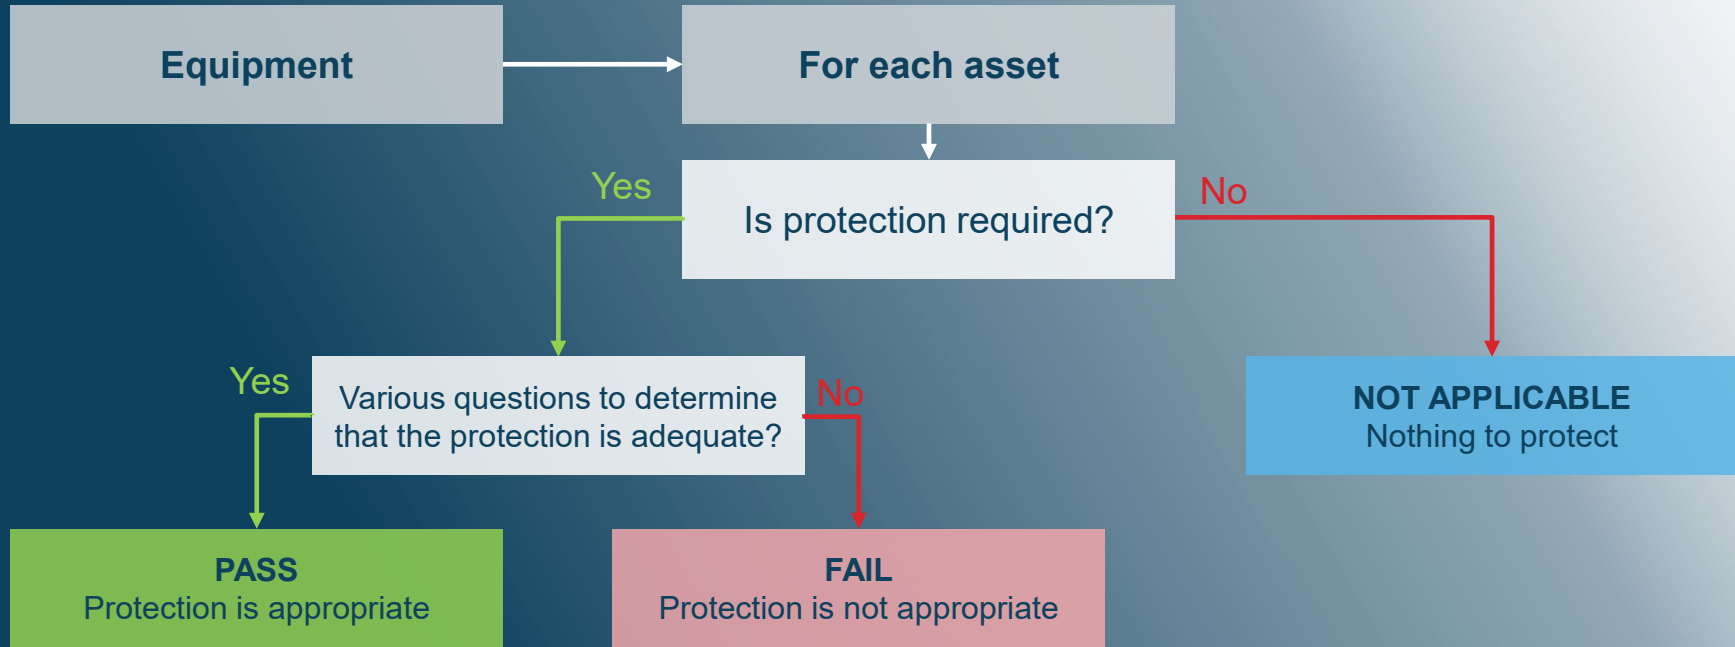 Equipment
For each asset
Yes
Is protection required?
No
Yes
Various questions to determine
that the protection is adequate?
No
NOT APPLICABLE
Nothing to protect
PASS
Protection is appropriate
FAIL
Protection is not appropriate